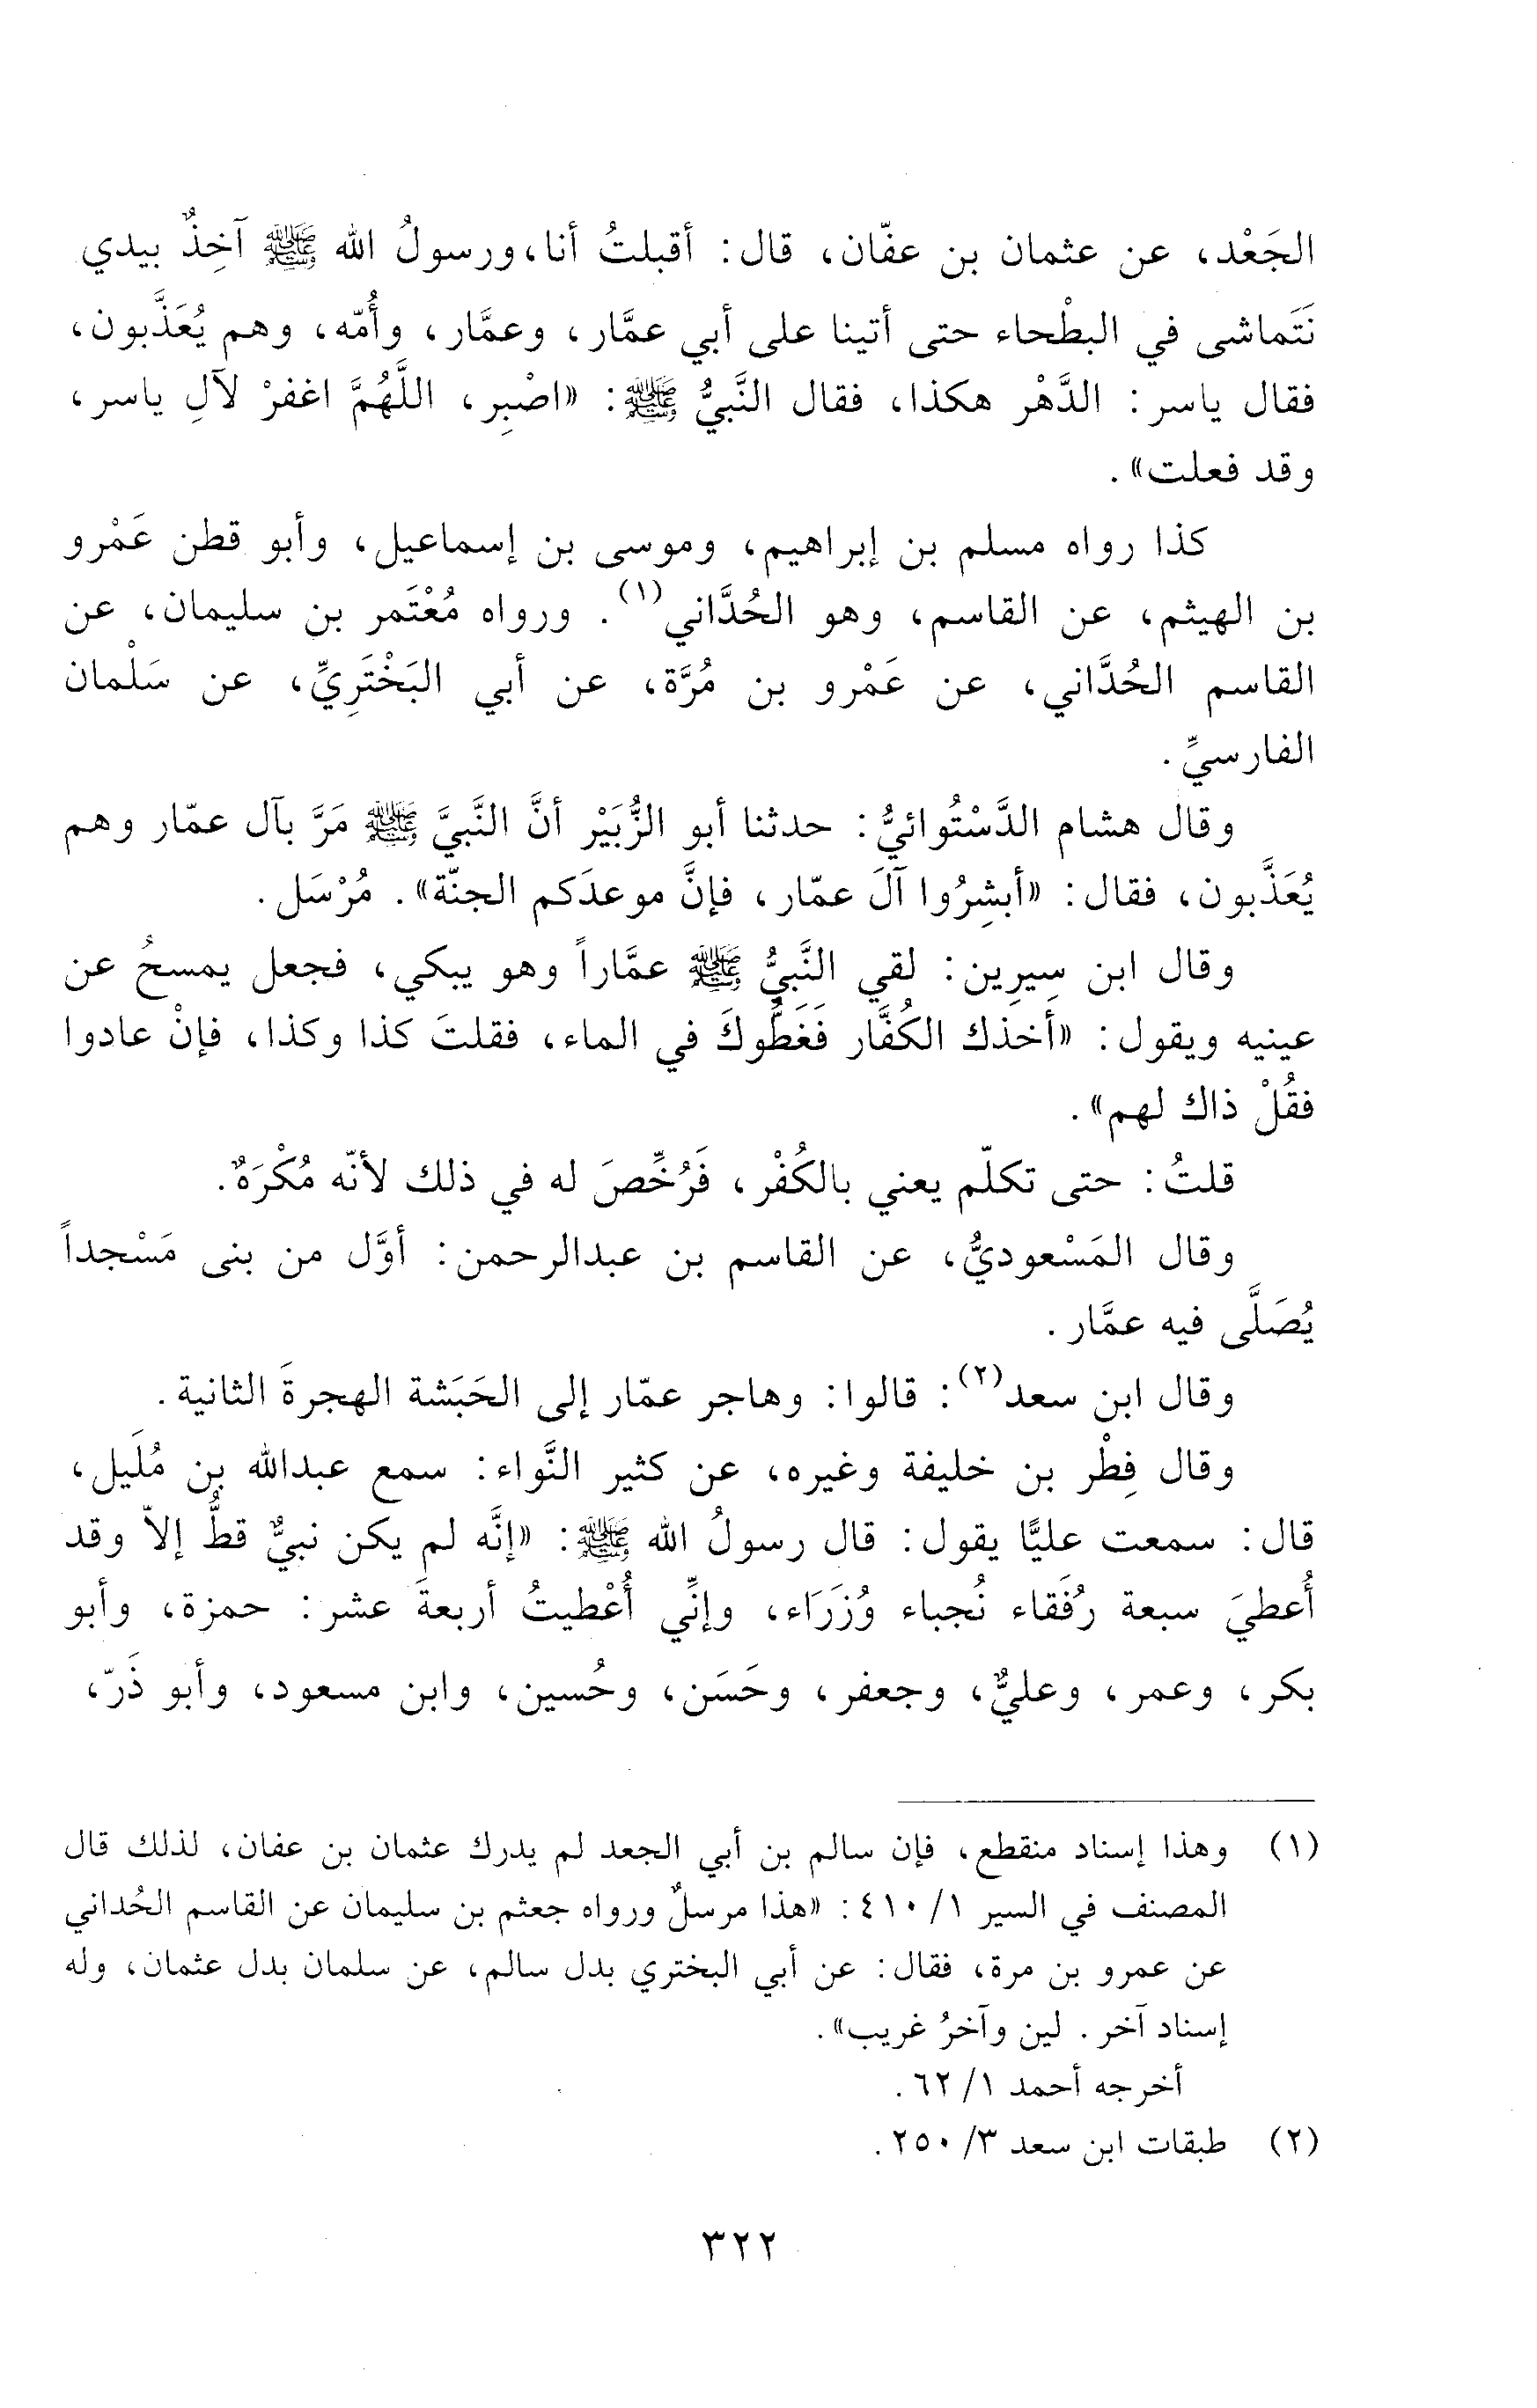 الجَعْد، عن عثمان بن عفّان، قال: أقبلتُ أنا،ورسولُ الله ﷺ آخِذٌ بيدي
نَتَماشى في البطْحاء حتى أتينا على أبي عمَّار، وعمَّار، وأُمّه، وهم يُعَذَّبون،
فقال ياسر: الدَّهْر هكذا، فقال النَّبيُّ ﷺ: «اصْبِر، اللَّهُمَّ اغفرْ لآلِ ياسر،
وقد فعلت».
كذا رواه مسلم بن إبراهيم، وموسى بن إسماعيل، وأبو قطن عَمْرو
بن الهيثم، عن القاسم، وهو الحُدَّاني(١). ورواه مُعْتَمر بن سليمان، عن
القاسم الحُدَّاني، عن عَمْرو بن مُرَّة، عن أبي البَخْتَرِيِّ، عن سَلْمان
الفارسيِّ.
وقال هشام الدَّسْتُوائيُّ: حدثنا أبو الزُّبَيْر أنَّ النَّبيَّ ﷺ مَرَّ بآل عمّار وهم
يُعَذَّبون، فقال: «أبشِرُوا آلَ عمّار، فإنَّ موعدَكم الجنّة». مُرْسَل.
وقال ابن سِيرِين: لقي النَّبيُّ ﷺ عمَّاراً وهو يبكي، فجعل يمسحُ عن
عينيه ويقول: «أخذك الكُفَّار فَغَطُّوكَ في الماء، فقلتَ كذا وكذا، فإنْ عادوا
فقُلْ ذاك لهم».
قلتُ: حتى تكلّم يعني بالكُفْر، فَرُخِّصَ له في ذلك لأنّه مُكْرَهٌ.
وقال المَسْعوديُّ، عن القاسم بن عبدالرحمن: أوَّل من بنى مَسْجداً
يُصَلَّى فيه عمَّار.
وقال ابن سعد(٢): قالوا: وهاجر عمّار إلى الحَبَشة الهجرةَ الثانية.
وقال فِطْر بن خليفة وغيره، عن كثير النَّواء: سمع عبدالله بن مُلَيل،
قال: سمعت عليًّا يقول: قال رسولُ الله ﷺ: «إنَّه لم يكن نبيٌّ قطُّ إلاّ وقد
أُعطيَ سبعة رُفَقاء نُجباء وُزَرَاء، وإنِّي أُعْطيتُ أربعةَ عشر: حمزة، وأبو
بكر، وعمر، وعليٌّ، وجعفر، وحَسَن، وحُسين، وابن مسعود، وأبو ذَرّ،
(١) وهذا إسناد منقطع، فإن سالم بن أبي الجعد لم يدرك عثمان بن عفان، لذلك قال
المصنف في السير ١/ ٤١٠: «هذا مرسلٌ ورواه جعثم بن سليمان عن القاسم الحُداني
عن عمرو بن مرة، فقال: عن أبي البختري بدل سالم، عن سلمان بدل عثمان، وله
إسناد آخر. لين وآخرُ غريب».
أخرجه أحمد ١/ ٦٢.
(٢) طبقات ابن سعد ٣/ ٢٥٠.
٣٢٢